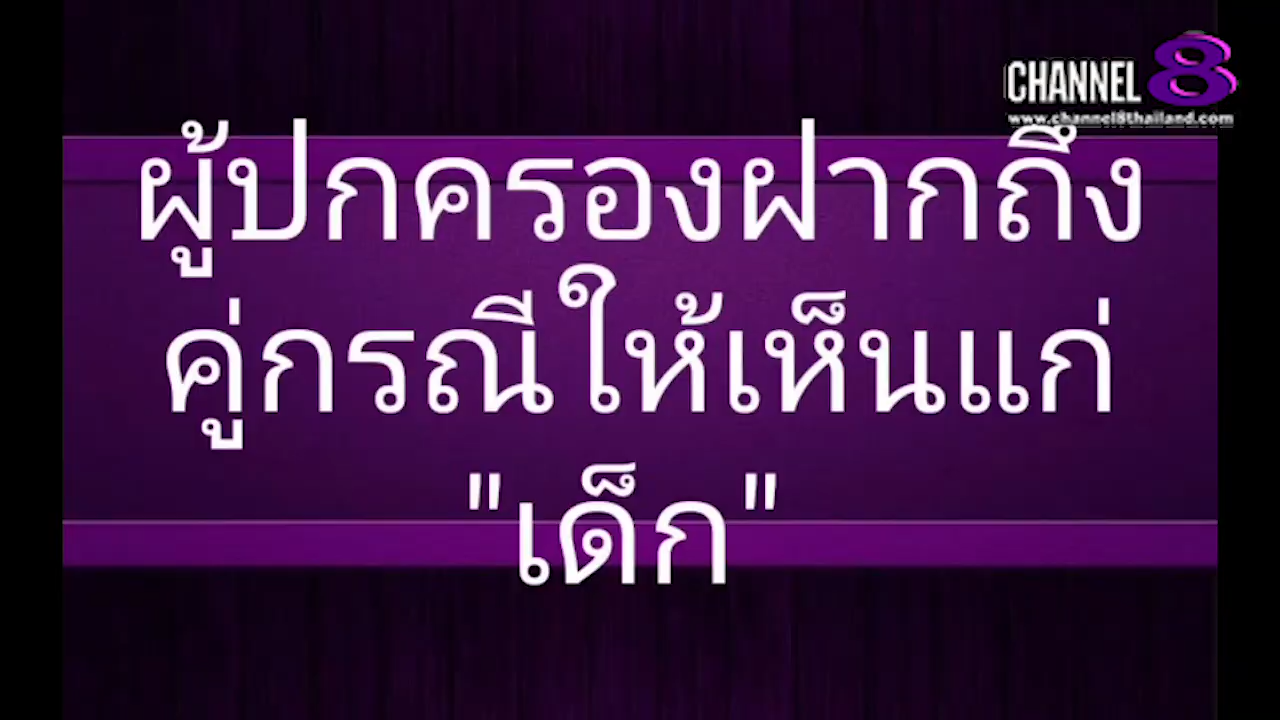 CHANNEL 8
www.channel8thailand.com
ผู้ปกครองฝากถึง
คู่กรณีให้เห็นแก่
"เด็ก"